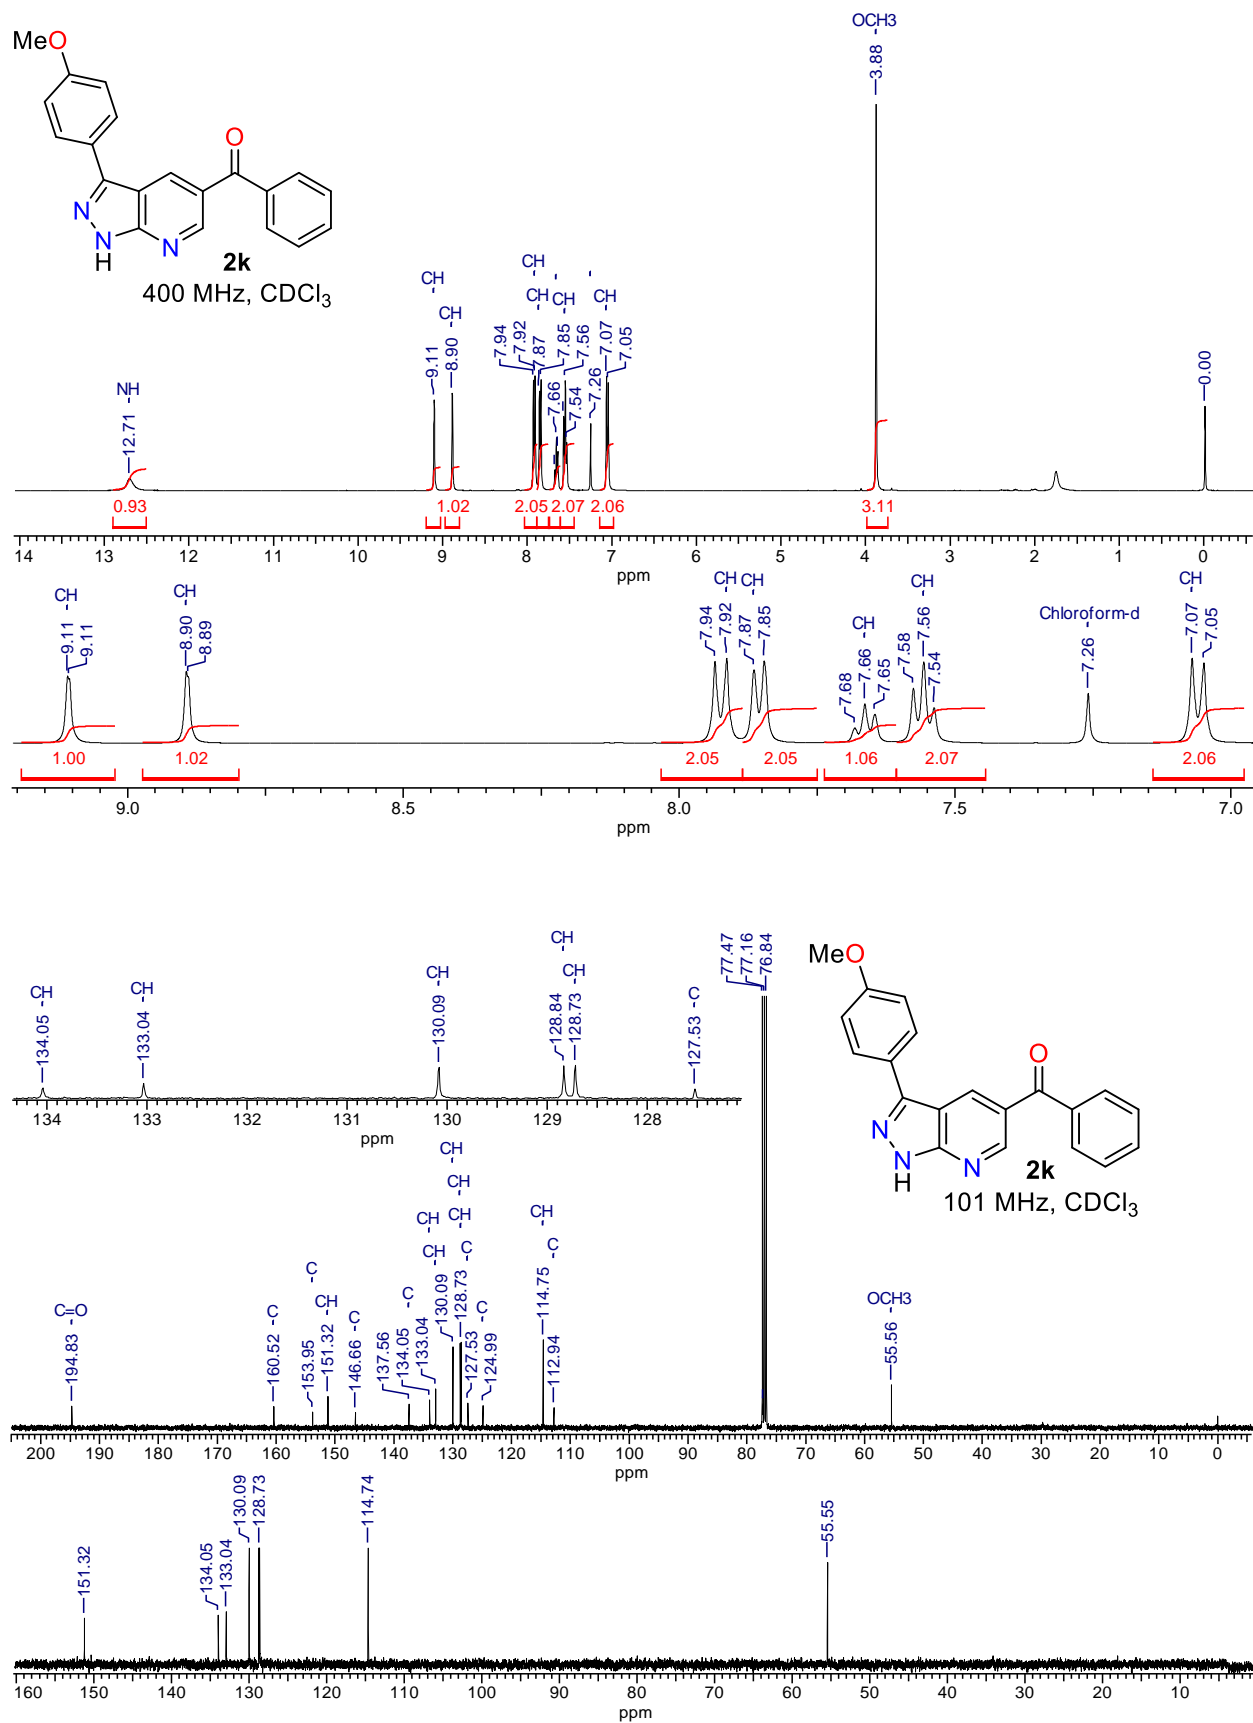 OCH3
3.88
MeO
O
N
N
H
N
2k
400 MHz, CDCl3
NH
12.71
CH
9.11
CH
8.90
CH
CH
CH
CH
7.94
7.92
7.87
7.66
7.85
7.56
7.54
7.26
7.07
7.05
0.00
0.93
1.02
2.05
2.07
2.06
3.11
14 13 12 11 10 9 8 7 6 5 4 3 2 1 0
ppm
CH
9.11
9.11
CH
8.90
8.89
CH
7.94
7.92
CH
7.87
7.85
CH
7.68
7.66
7.65
CH
7.58
7.56
7.54
Chloroform-d
7.26
CH
7.07
7.05
1.00
1.02
2.05
2.05
1.06
2.07
2.06
9.0 8.5 8.0 7.5 7.0
ppm
CH
134.05
CH
133.04
CH
130.09
CH
128.84
CH
128.73
C
127.53
134 133 132 131 130 129 128
ppm
77.47
77.16
76.84
MeO
O
N
N
H
N
2k
101 MHz, CDCl3
C=O
194.83
C
160.52
C
153.95
CH
151.32
C
146.66
C
137.56
CH
134.05
CH
133.04
CH
130.09
CH
CH
128.73
C
127.53
C
124.99
CH
114.75
C
112.94
OCH3
55.56
200 190 180 170 160 150 140 130 120 110 100 90 80 70 60 50 40 30 20 10 0
ppm
151.32
134.05
133.04
130.09
128.73
114.74
55.55
160 150 140 130 120 110 100 90 80 70 60 50 40 30 20 10
ppm